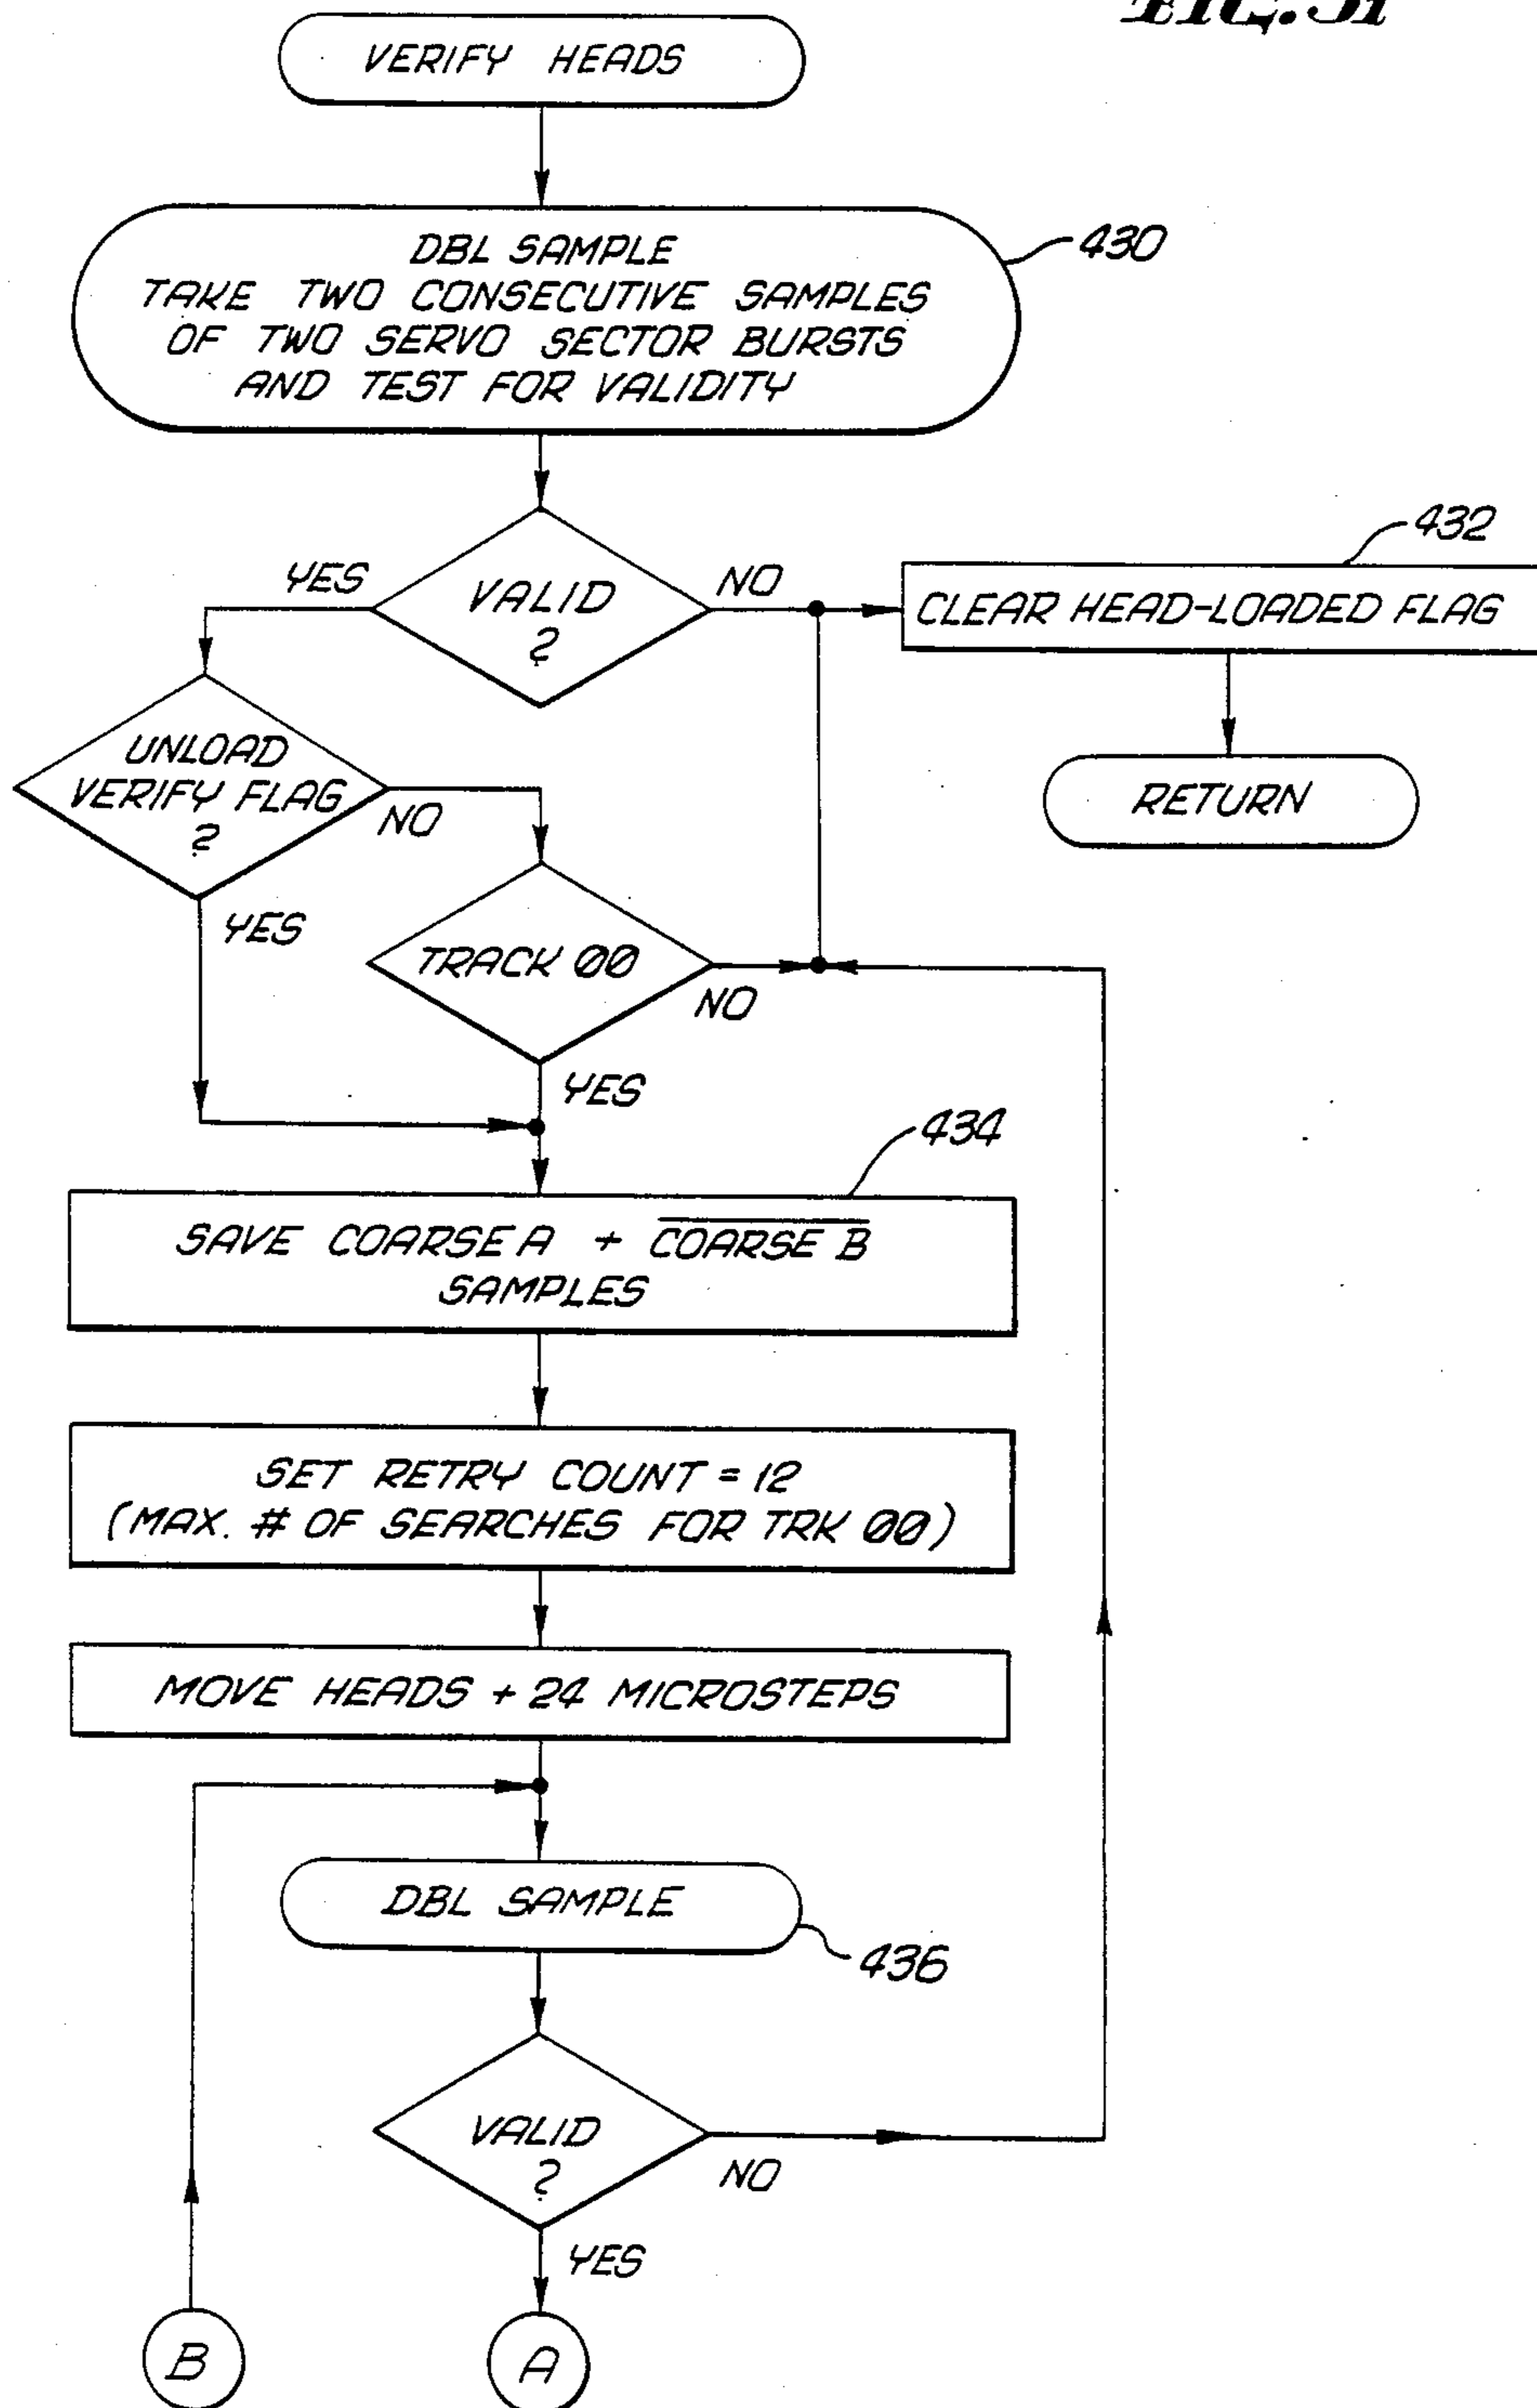 VERIFY HEADS
DBL SAMPLE
TAKE TWO CONSECUTIVE SAMPLES
OF TWO SERVO SECTOR BURSTS
AND TEST FOR VALIDITY
430
VALID
?
YES
NO
432
CLEAR HEAD-LOADED FLAG
RETURN
UNLOAD
VERIFY FLAG
?
NO
YES
TRACK 00
NO
YES
434
SAVE COARSE A + COARSE B
SAMPLES
SET RETRY COUNT = 12
(MAX. # OF SEARCHES FOR TRK 00)
MOVE HEADS + 24 MICROSTEPS
DBL SAMPLE
436
VALID
?
NO
YES
B
A